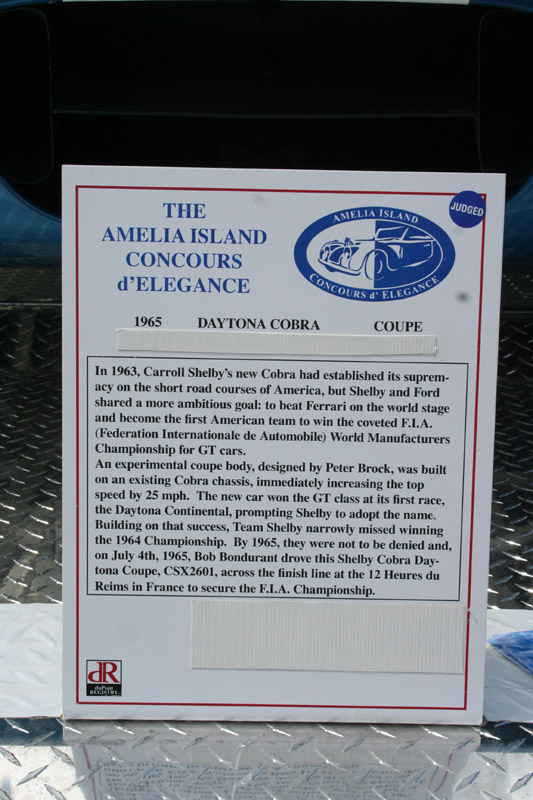 THE
AMELIA ISLAND
CONCOURS
d'ELEGANCE
AMELIA ISLAND
CONCOURS d' ELEGANCE
JUDGED
1965 DAYTONA COBRA COUPE
In 1963, Carroll Shelby's new Cobra had established its suprem-
acy on the short road courses of America, but Shelby and Ford
shared a more ambitious goal: to beat Ferrari on the world stage
and become the first American team to win the coveted F.I.A.
(Federation Internationale de Automobile) World Manufacturers
Championship for GT cars.
An experimental coupe body, designed by Peter Brock, was built
on an existing Cobra chassis, immediately increasing the top
speed by 25 mph. The new car won the GT class at its first race,
the Daytona Continental, prompting Shelby to adopt the name.
Building on that success, Team Shelby narrowly missed winning
the 1964 Championship. By 1965, they were not to be denied and,
on July 4th, 1965, Bob Bondurant drove this Shelby Cobra Day-
tona Coupe, CSX2601, across the finish line at the 12 Heures du
Reims in France to secure the F.I.A. Championship.
dR
duPont
REGISTRY